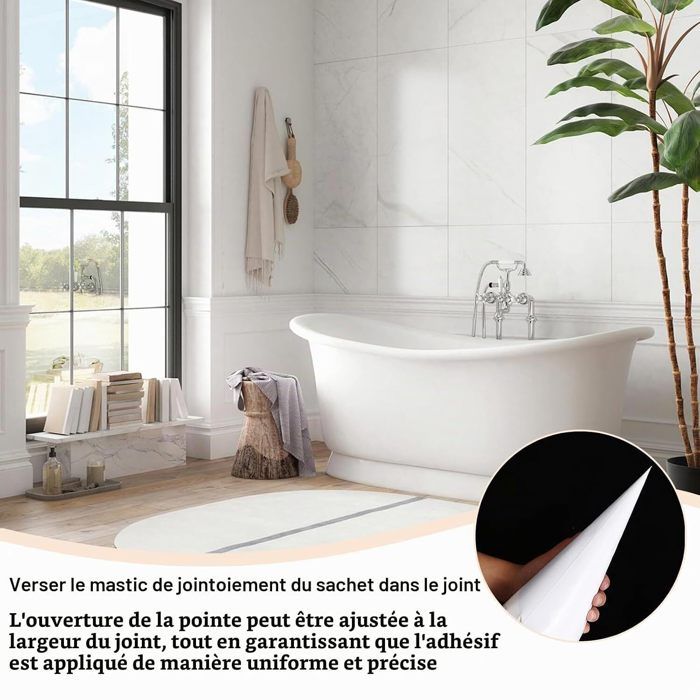 Verser le mastic de jointoiement du sachet dans le joint
L'ouverture de la pointe peut être ajustée à la
largeur du joint, tout en garantissant que l'adhésif
est appliqué de manière uniforme et précise